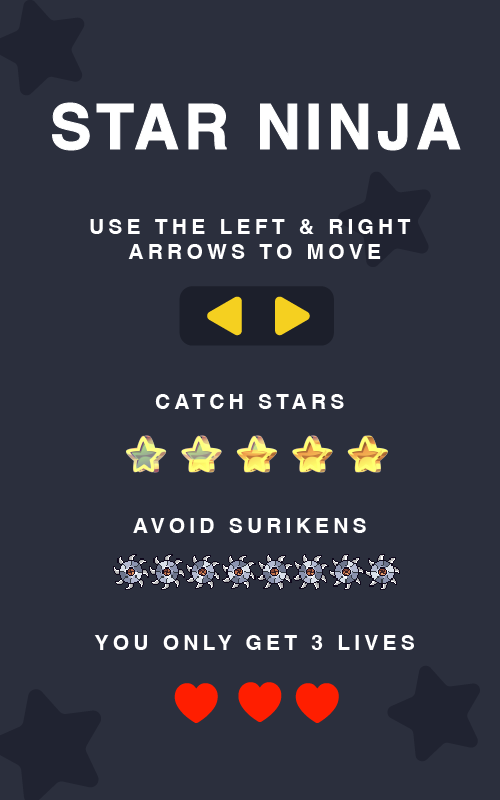 STAR NINJA
USE THE LEFT & RIGHT
ARROWS TO MOVE
CATCH STARS
AVOID SURIKENS
YOU ONLY GET 3 LIVES